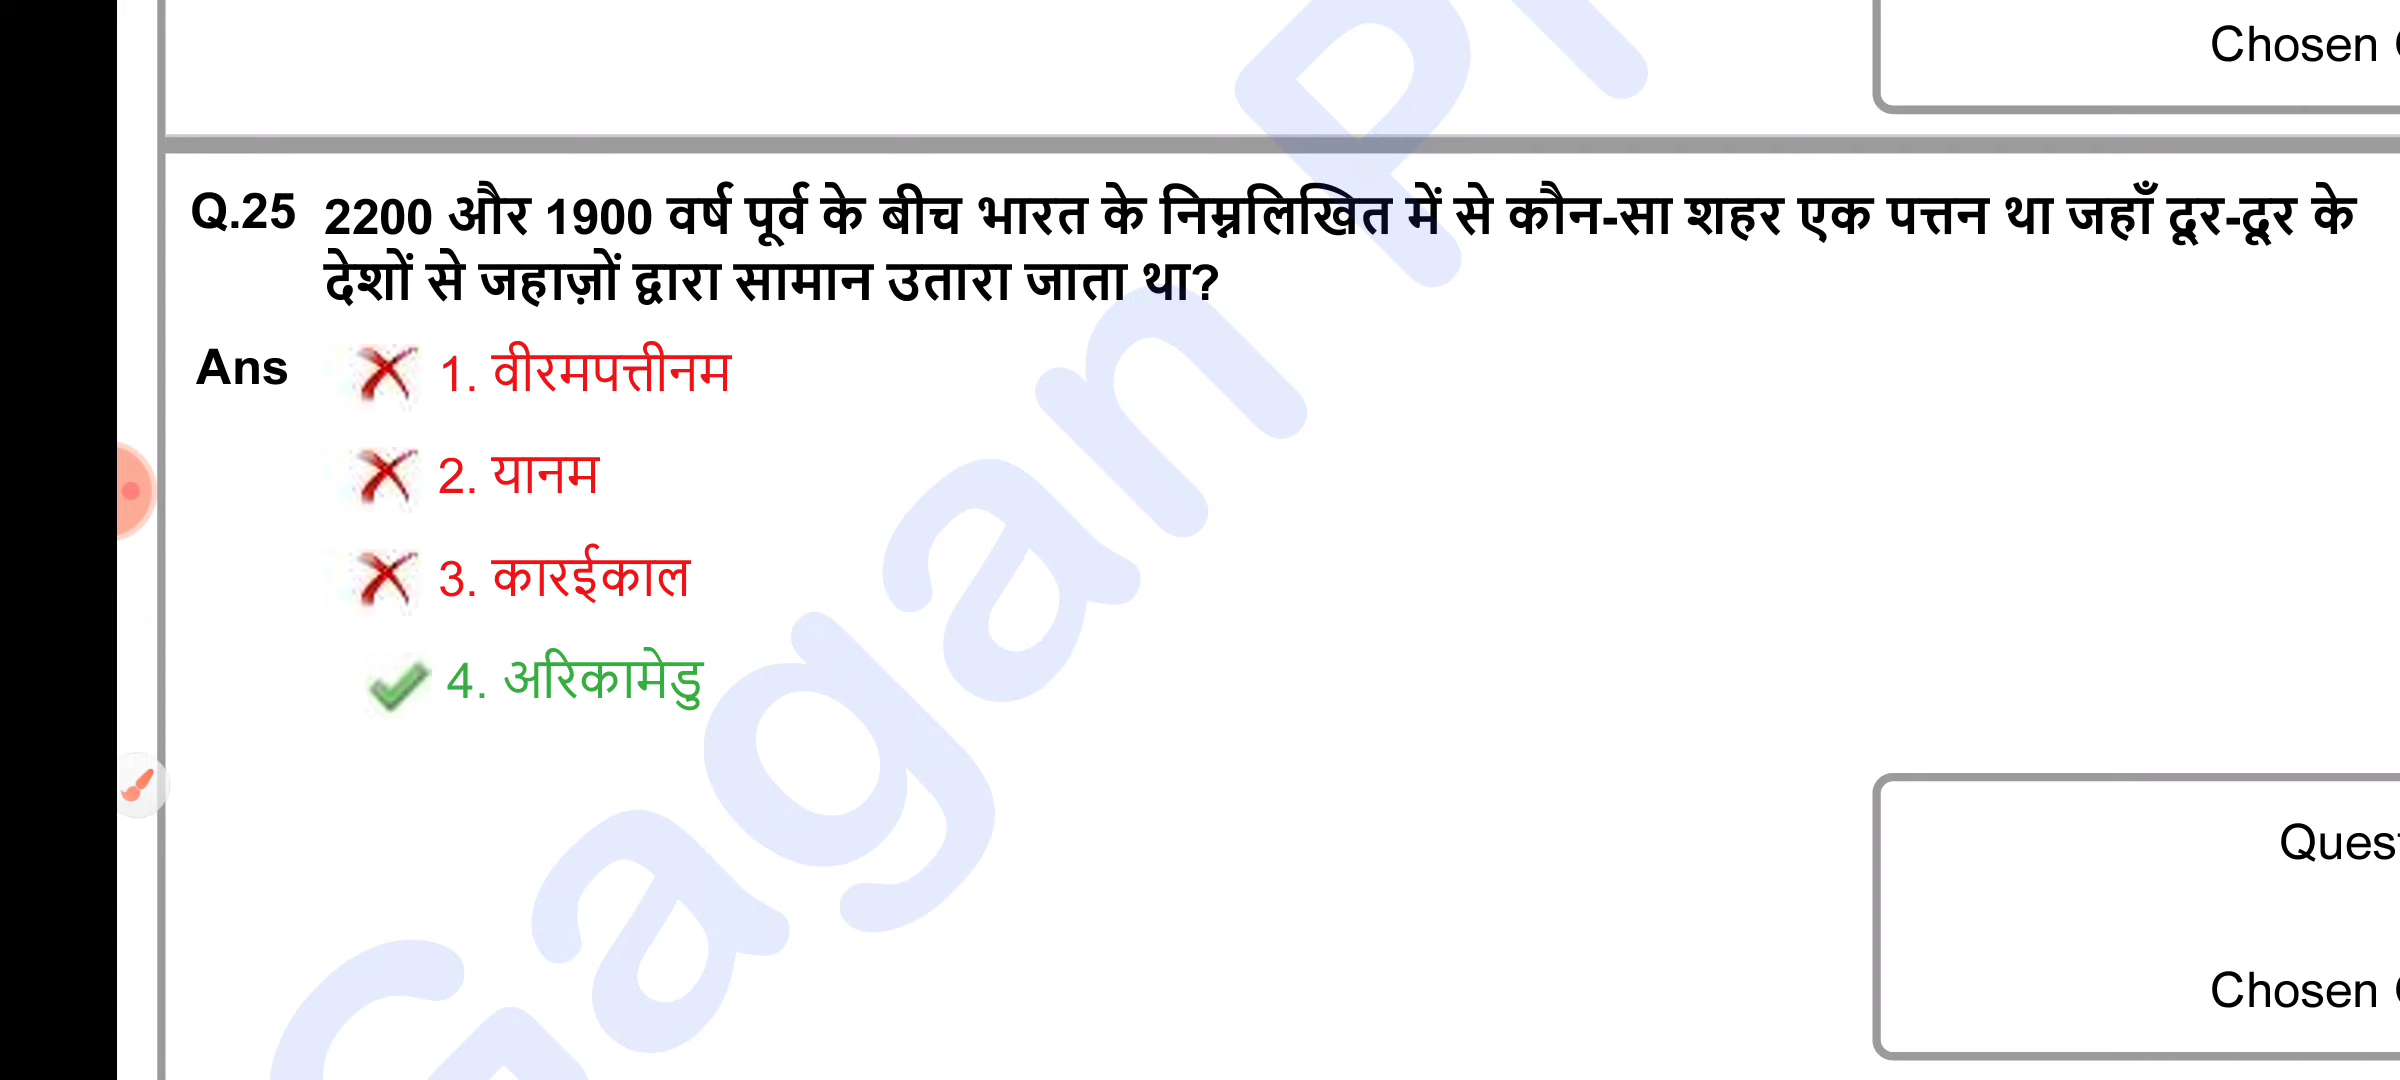 Chosen
Q.25 2200 और 1900 वर्ष पूर्व के बीच भारत के निम्नलिखित में से कौन-सा शहर एक पत्तन था जहाँ दूर-दूर के
देशों से जहाज़ों द्वारा सामान उतारा जाता था?
Ans 1. वीरमपत्तीनम
2. यानम
3. कारईकाल
4. अरिकामेडु
Gagan
Chosen